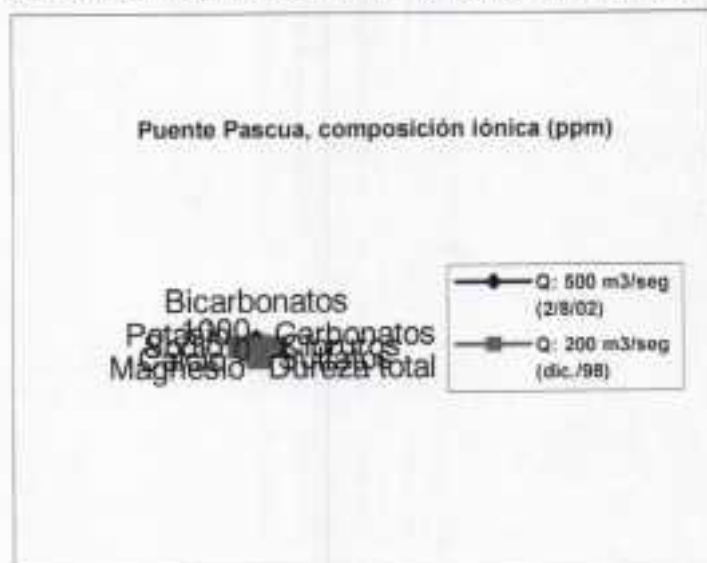 Puente Pascua, composición Iónica (ppm)
Bicarbonatos
1000
Carbonatos
Magnesio
Dureza total
Q: 500 m3/seg
(2/8/02)
Q: 200 m3/seg
(dic./98)